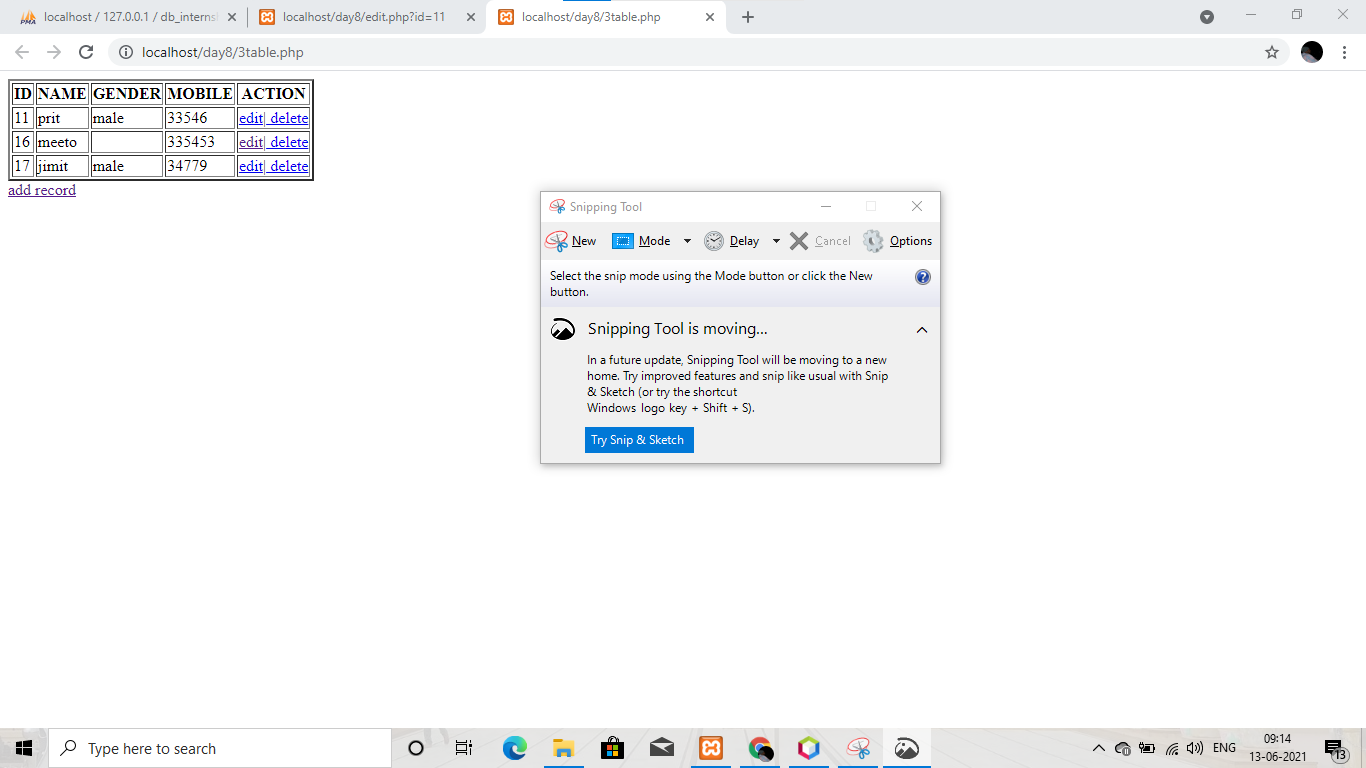 localhost / 127.0.0.1 / db_interns
localhost/day8/edit.php?id=11
localhost/day8/3table.php
localhost/day8/3table.php
ID NAME GENDER MOBILE ACTION
11 prit male 33546 edit| delete
16 meeto 335453 edit| delete
17 jimit male 34779 edit| delete
add record
Snipping Tool
New Mode Delay Cancel Options
Select the snip mode using the Mode button or click the New
button.
Snipping Tool is moving...
In a future update, Snipping Tool will be moving to a new
home. Try improved features and snip like usual with Snip
& Sketch (or try the shortcut
Windows logo key + Shift + S).
Try Snip & Sketch
Type here to search
ENG
09:14
13-06-2021
13